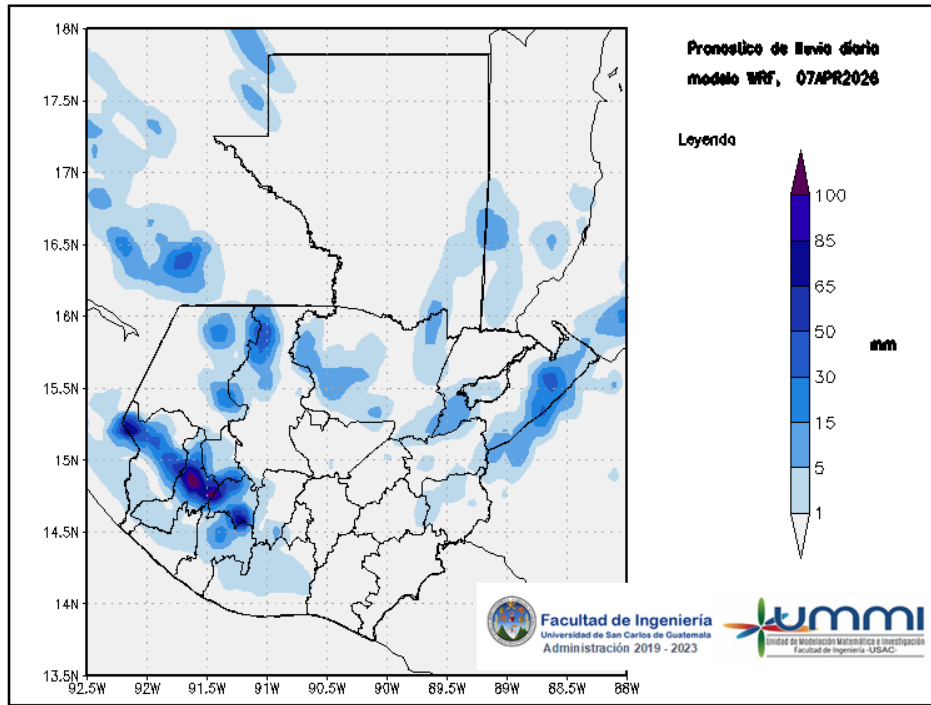 Pronostico de lluvia diaria
modelo WRF, 07APR2026
Leyenda
100
85
65
50
30
15
5
1
mm
18N
17.5N
17N
16.5N
16N
15.5N
15N
14.5N
14N
13.5N
92.5W 92W 91.5W 91W 90.5W 90W 89.5W 89W 88.5W 88W
Facultad de Ingeniería
Universidad de San Carlos de Guatemala
Administración 2019 - 2023
ummi
Unidad de Modelación Matemática e Investigación
Facultad de Ingeniería -USAC-